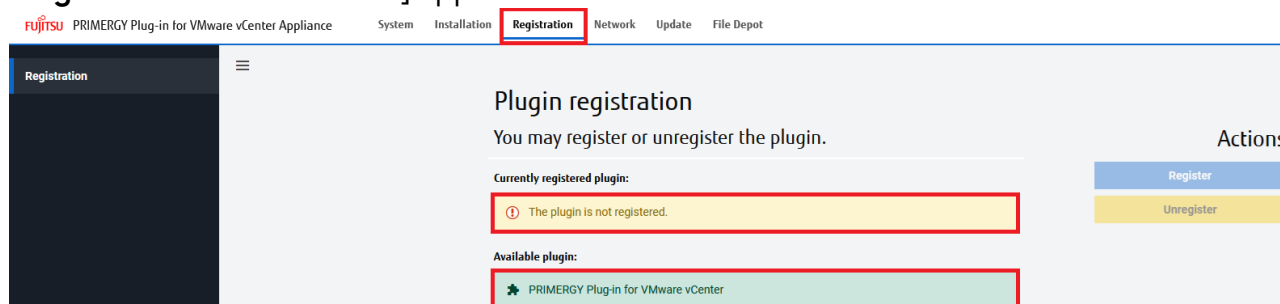 FUJITSU PRIMERGY Plug-in for VMware vCenter Appliance System Installation Registration Network Update File Depot
Registration
Plugin registration
You may register or unregister the plugin.
Actions
Currently registered plugin:
Register
The plugin is not registered.
Unregister
Available plugin:
PRIMERGY Plug-in for VMware vCenter